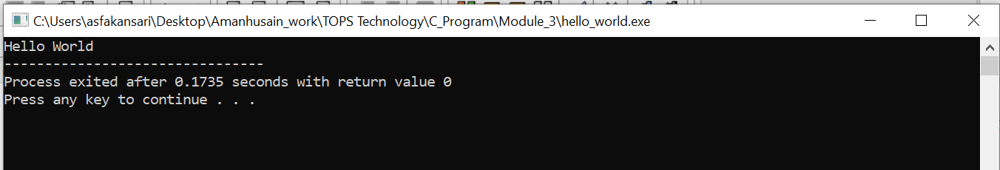 C:\Users\asfakansari\Desktop\Amanhusain_work\TOPS Technology\C_Program\Module_3\hello_world.exe
Hello World
--------------------------------
Process exited after 0.1735 seconds with return value 0
Press any key to continue . . .